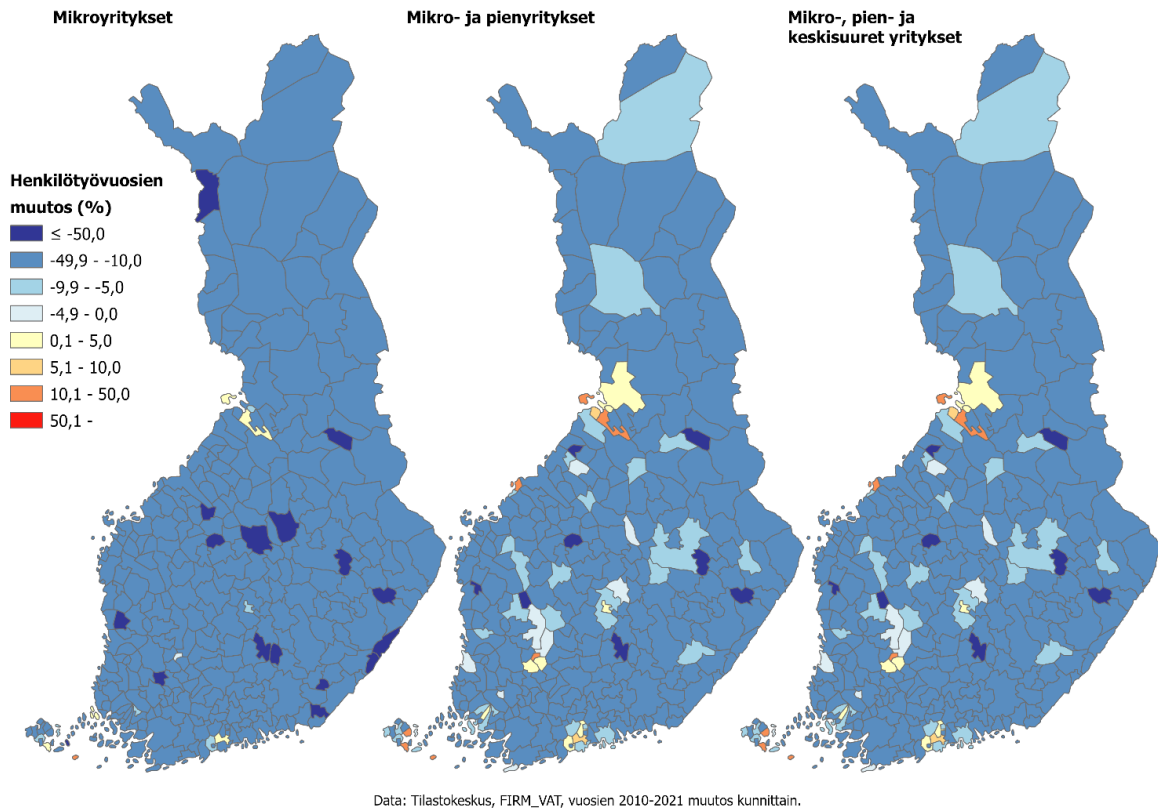 Mikroyritykset
Mikro- ja pienyritykset
Mikro-, pien- ja
keskisuuret yritykset
Henkilötyövuosien
muutos (%)
≤ -50,0
-49,9 - -10,0
-9,9 - -5,0
-4,9 - 0,0
0,1 - 5,0
5,1 - 10,0
10,1 - 50,0
50,1 -
Data: Tilastokeskus, FIRM_VAT, vuosien 2010-2021 muutos kunnittain.